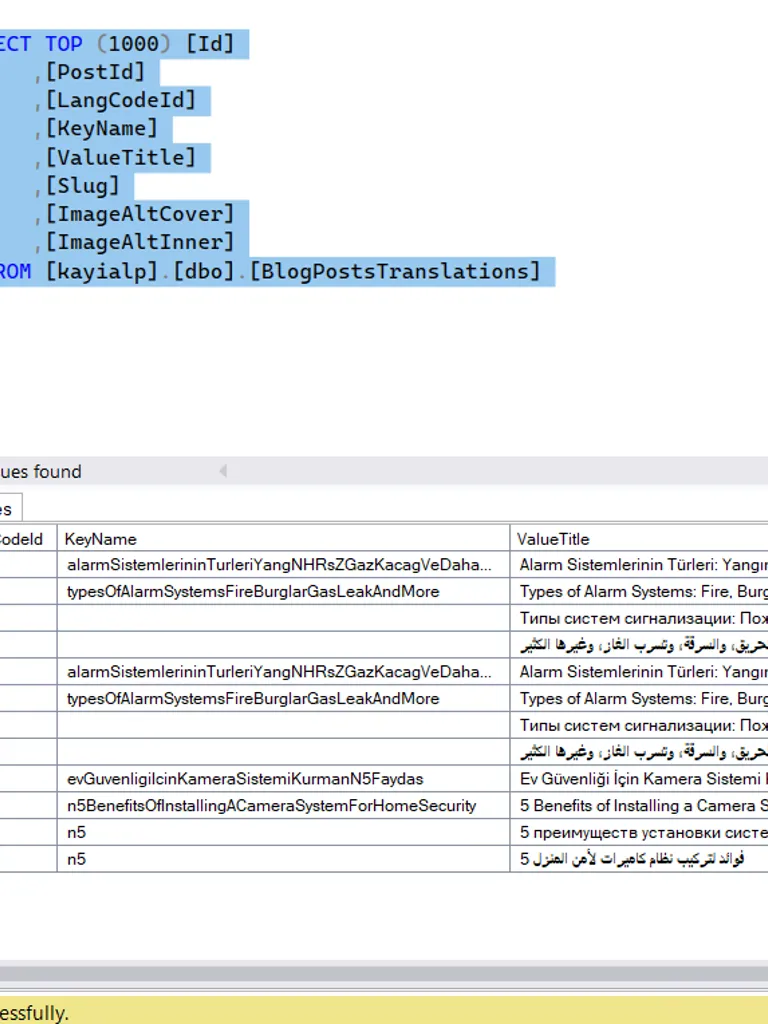 ECT TOP (1000) [Id]
,[PostId]
,[LangCodeId]
,[KeyName]
,[ValueTitle]
,[Slug]
,[ImageAltCover]
,[ImageAltInner]
ROM [kayialp].[dbo].[BlogPostsTranslations]
ues found
es
CodeId KeyName ValueTitle
alarmSistemlerininTurleriYangNHRsZGazKacagVeDaha... Alarm Sistemlerinin Türleri: Yangın
typesOfAlarmSystemsFireBurglarGasLeakAndMore Types of Alarm Systems: Fire, Burg
Типы систем сигнализации: Пож
حريق، والسرقة، وتسرب الغاز، وغيرها الكثير
alarmSistemlerininTurleriYangNHRsZGazKacagVeDaha... Alarm Sistemlerinin Türleri: Yangın
typesOfAlarmSystemsFireBurglarGasLeakAndMore Types of Alarm Systems: Fire, Burg
Типы систем сигнализации: Пож
حريق، والسرقة، وتسرب الغاز، وغيرها الكثير
evGuvenligiIcinKameraSistemiKurmanN5Faydas Ev Güvenliği İçin Kamera Sistemi
n5BenefitsOfInstallingACameraSystemForHomeSecurity 5 Benefits of Installing a Camera S
n5 5 преимуществ установки систе
n5 5 فوائد لتركيب نظام كاميرات لأمن المنزل
essfully.